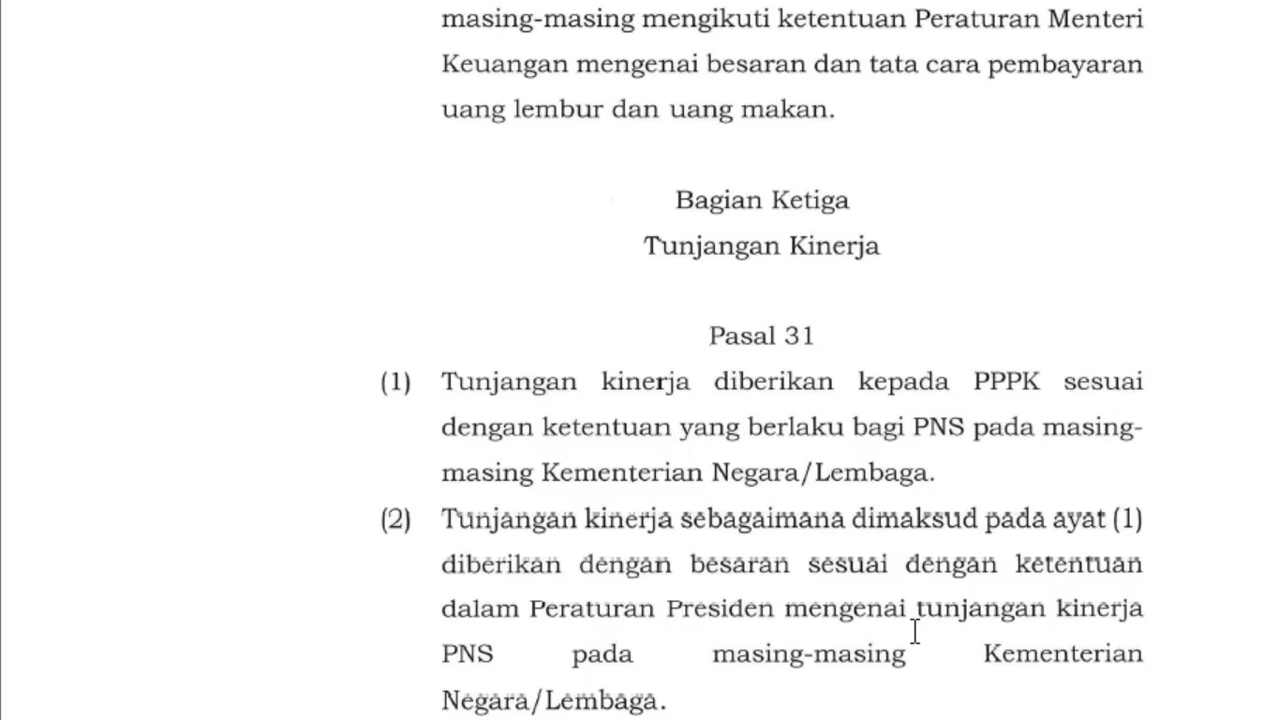 masing-masing mengikuti ketentuan Peraturan Menteri
Keuangan mengenai besaran dan tata cara pembayaran
uang lembur dan uang makan.
Bagian Ketiga
Tunjangan Kinerja
Pasal 31
(1) Tunjangan kinerja diberikan kepada PPPK sesuai
dengan ketentuan yang berlaku bagi PNS pada masing-
masing Kementerian Negara/Lembaga.
(2) Tunjangan kinerja sebagaimana dimaksud pada ayat (1)
diberikan dengan besaran sesuai dengan ketentuan
dalam Peraturan Presiden mengenai tunjangan kinerja
PNS pada masing-masing Kementerian
Negara/Lembaga.